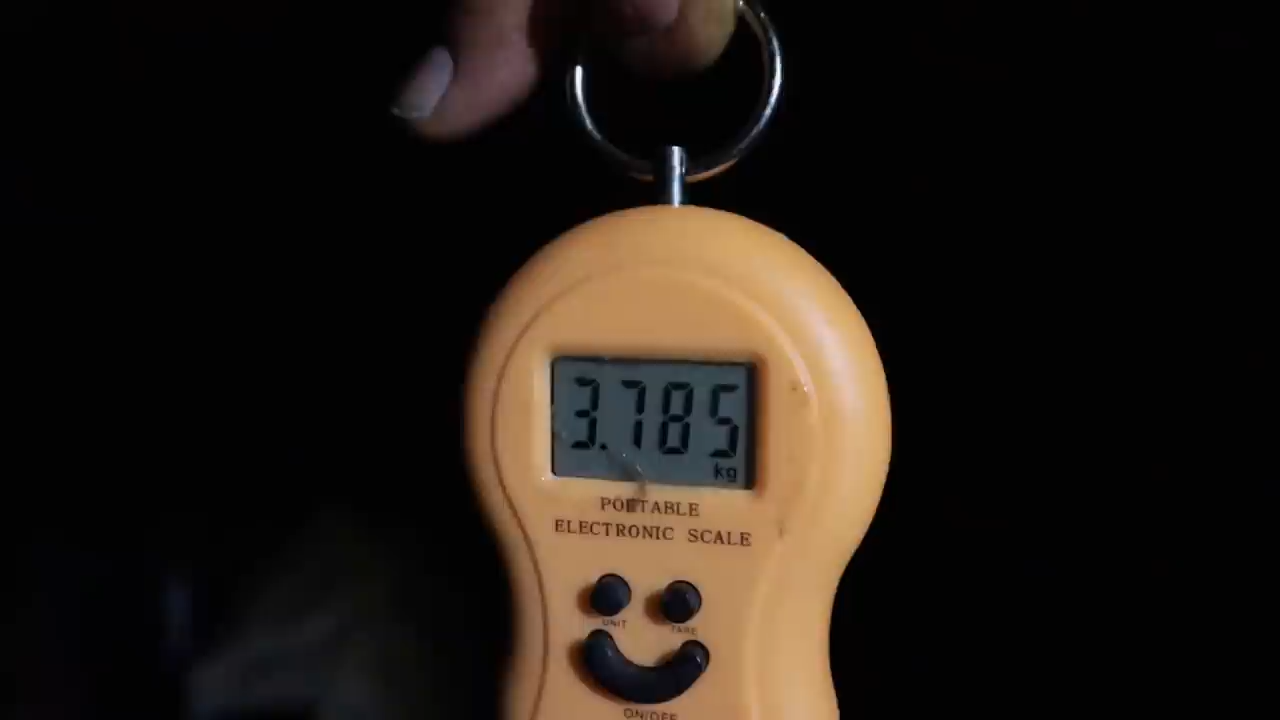 3.785
kg
PORTABLE
ELECTRONIC SCALE
UNIT TARE
ON/OFF